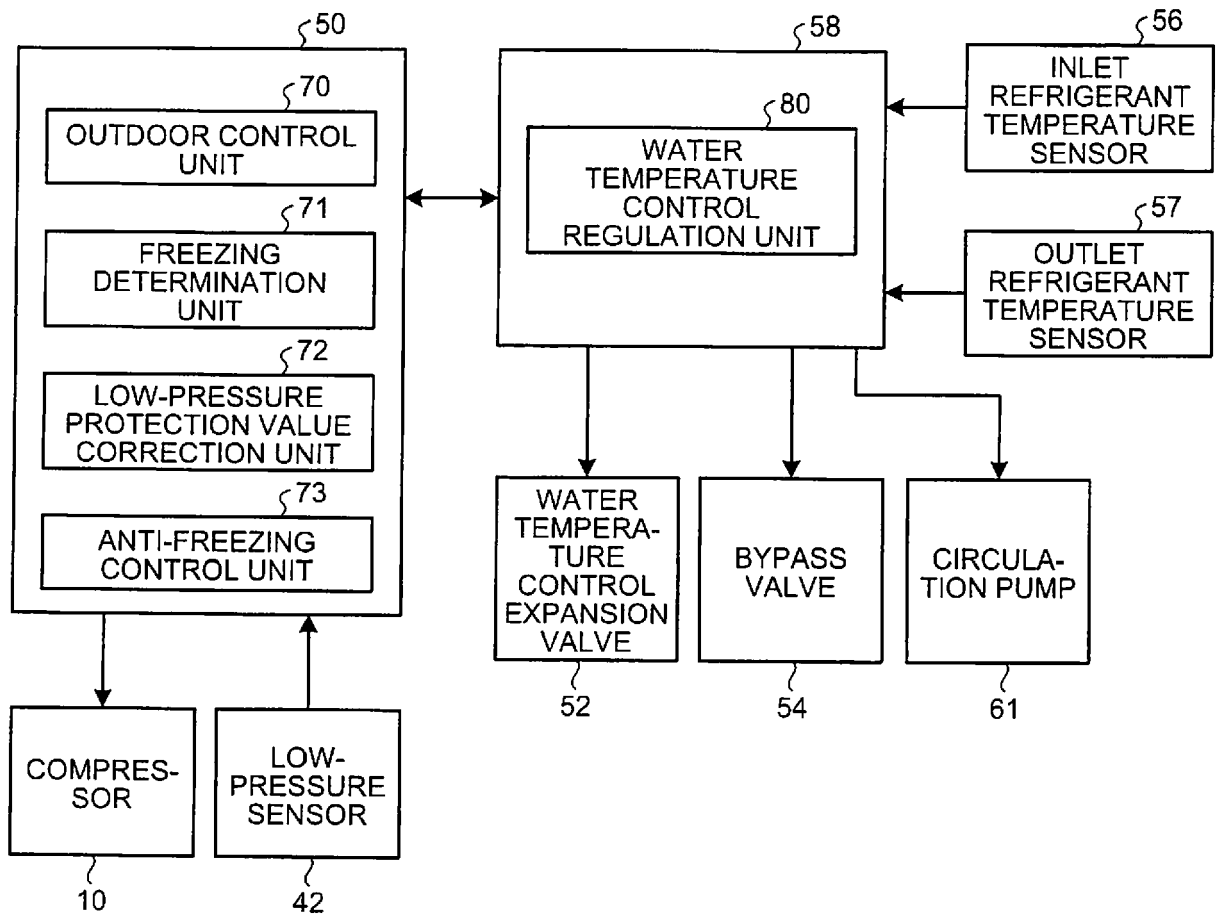 50
70
OUTDOOR CONTROL
UNIT
71
FREEZING
DETERMINATION
UNIT
72
LOW-PRESSURE
PROTECTION VALUE
CORRECTION UNIT
73
ANTI-FREEZING
CONTROL UNIT
58
80
WATER
TEMPERATURE
CONTROL
REGULATION UNIT
56
INLET
REFRIGERANT
TEMPERATURE
SENSOR
57
OUTLET
REFRIGERANT
TEMPERATURE
SENSOR
COMPRES-
SOR
10
LOW-
PRESSURE
SENSOR
42
WATER
TEMPERA-
TURE
CONTROL
EXPANSION
VALVE
52
BYPASS
VALVE
54
CIRCULA-
TION PUMP
61